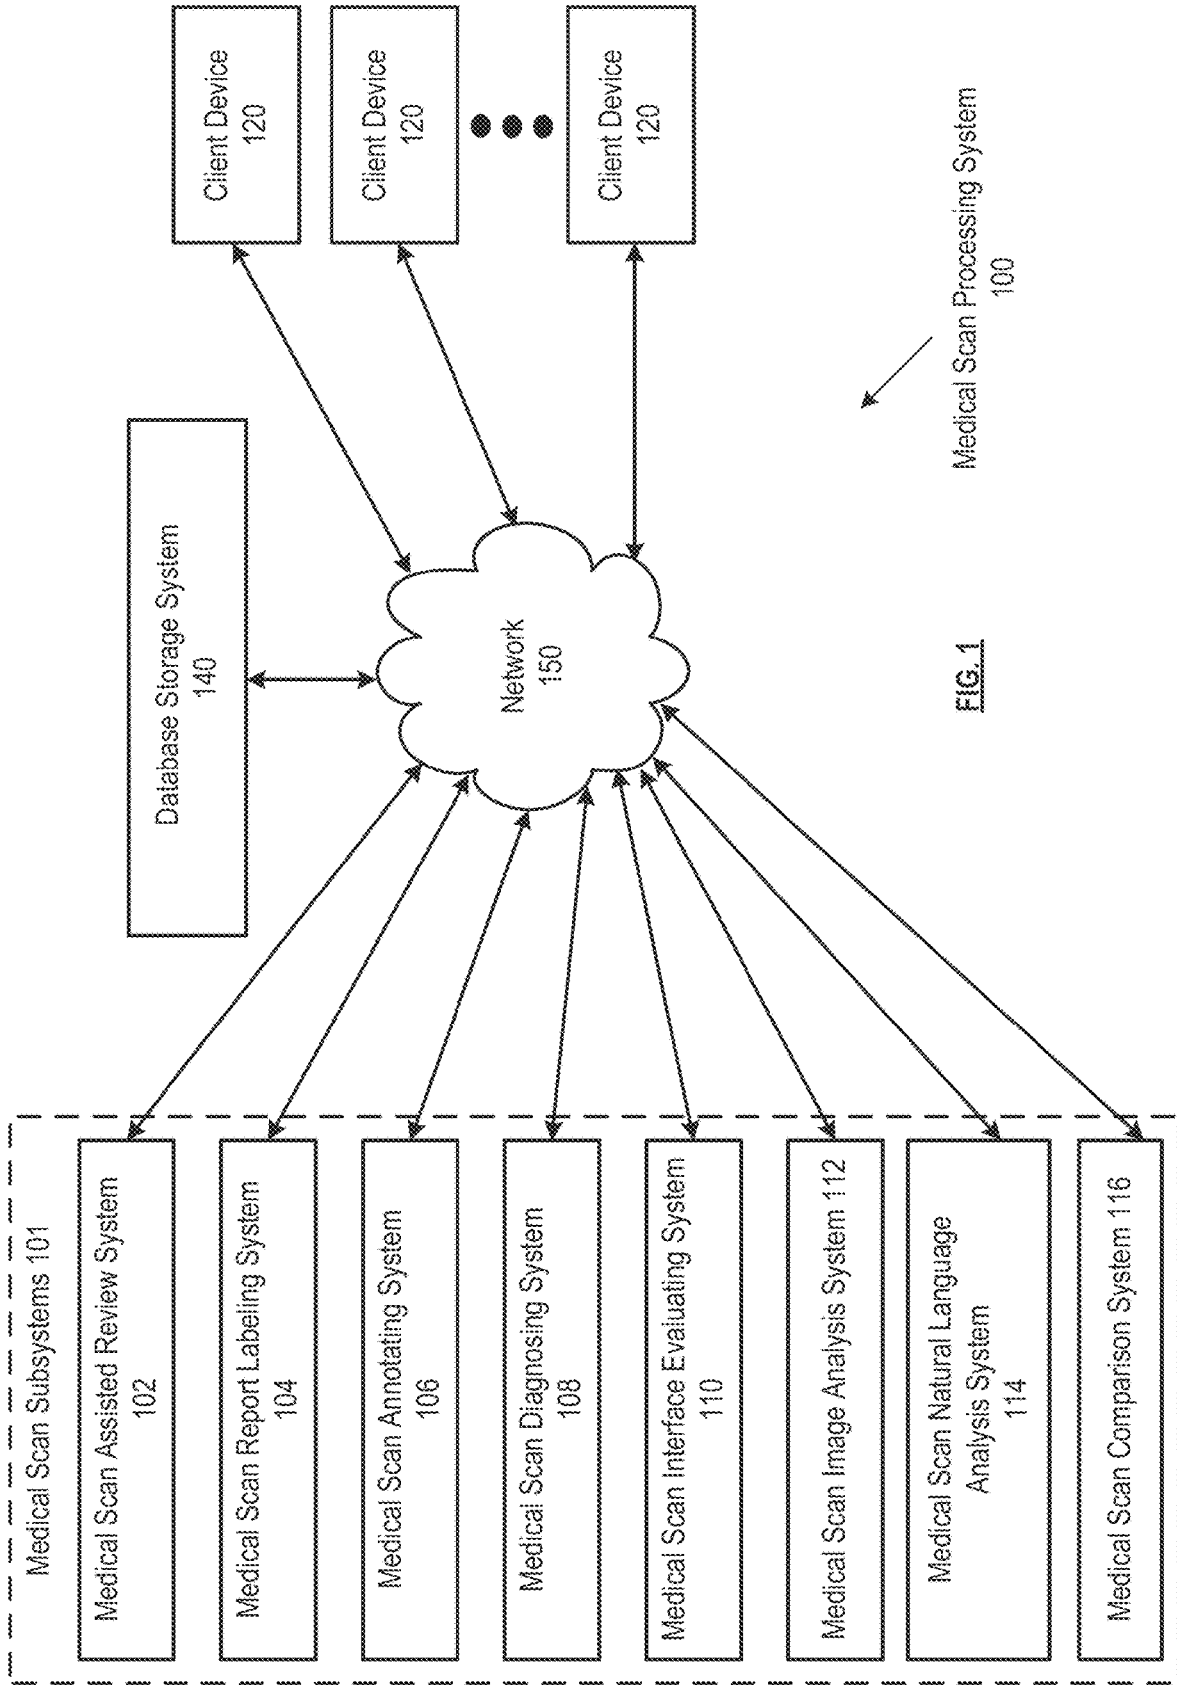 Medical Scan Subsystems 101
Medical Scan Assisted Review System
102
Medical Scan Report Labeling System
104
Medical Scan Annotating System
106
Medical Scan Diagnosing System
108
Medical Scan Interface Evaluating System
110
Medical Scan Image Analysis System 112
Medical Scan Natural Language
Analysis System
114
Medical Scan Comparison System 116
Database Storage System
140
Network
150
Client Device
120
Client Device
120
Client Device
120
Medical Scan Processing System
100
FIG. 1